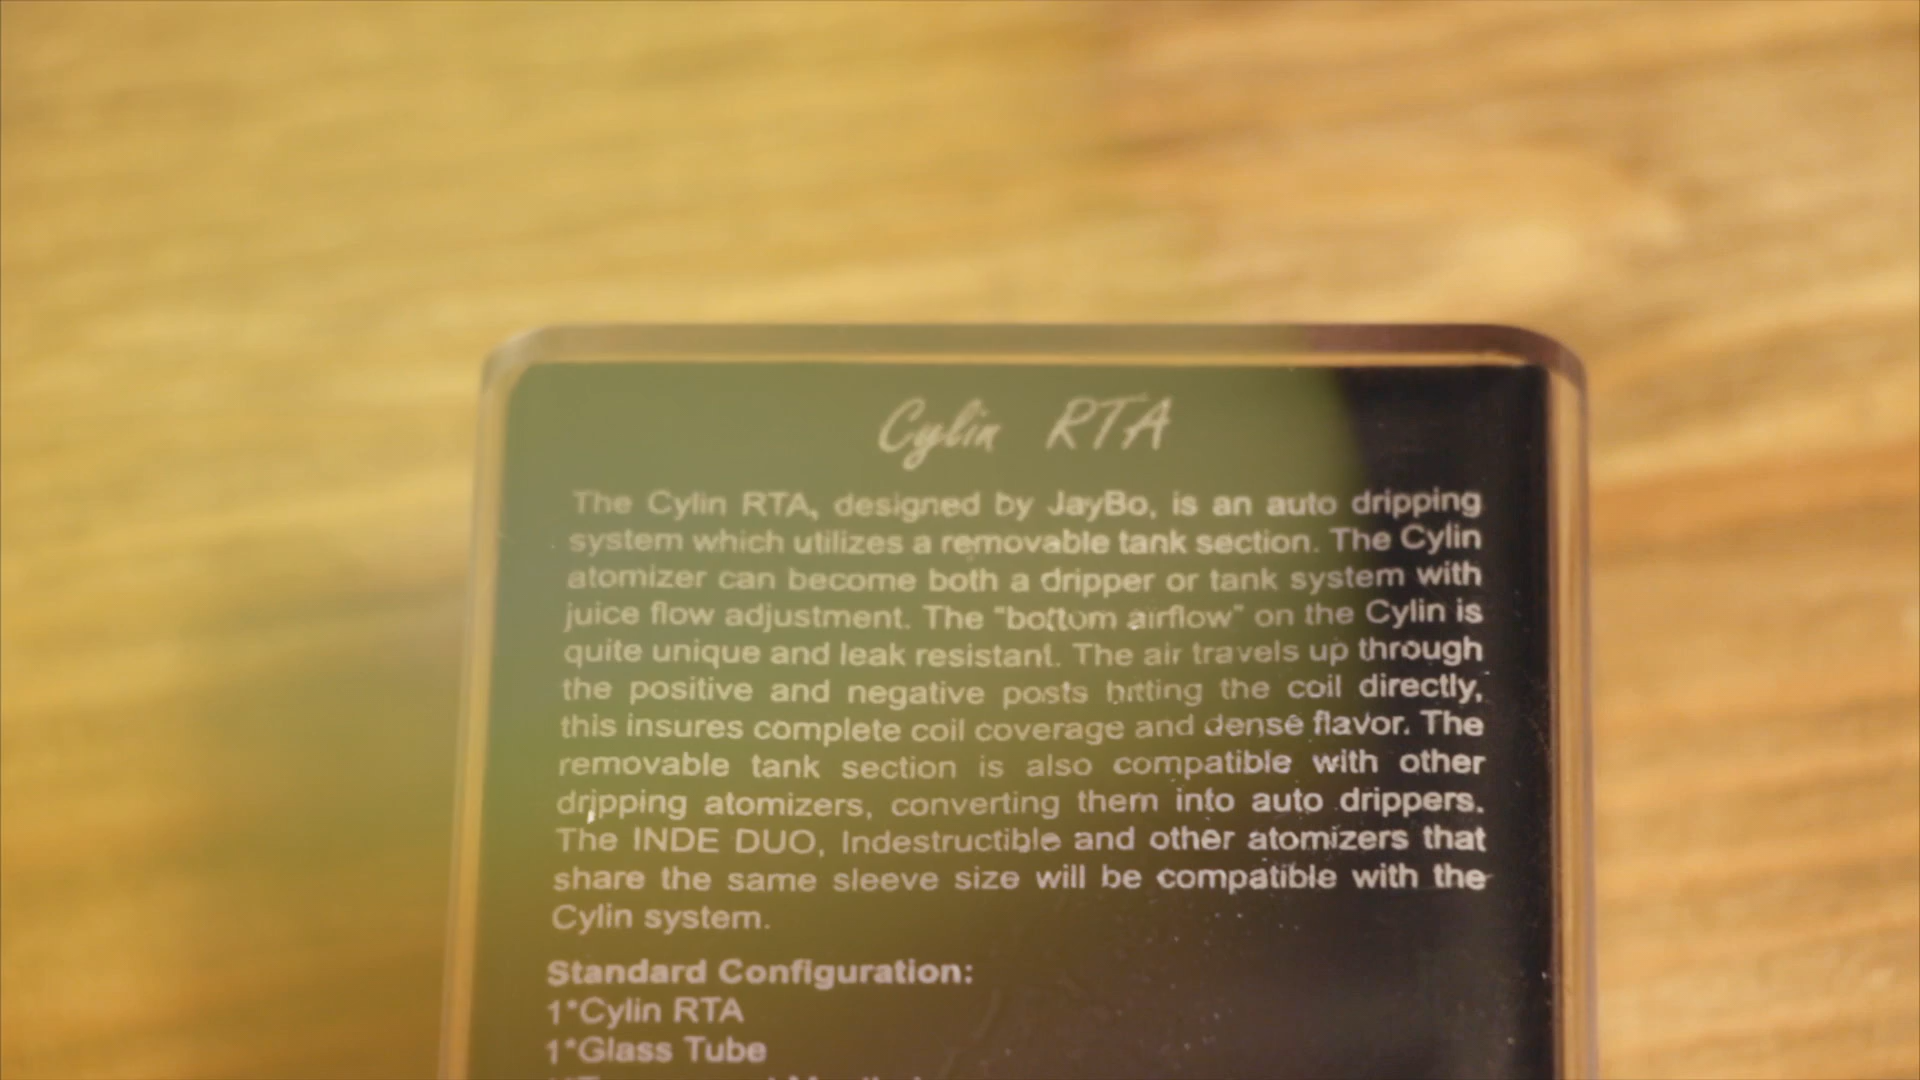 Cylin RTA
The Cylin RTA, designed by JayBo, is an auto dripping
system which utilizes a removable tank section. The Cylin
atomizer can become both a dripper or tank system with
juice flow adjustment. The "bottom airflow" on the Cylin is
quite unique and leak resistant. The air travels up through
the positive and negative posts hitting the coil directly,
this insures complete coil coverage and dense flavor. The
removable tank section is also compatible with other
dripping atomizers, converting them into auto drippers.
The INDE DUO, Indestructible and other atomizers that
share the same sleeve size will be compatible with the
Cylin system.
Standard Configuration:
1*Cylin RTA
1*Glass Tube